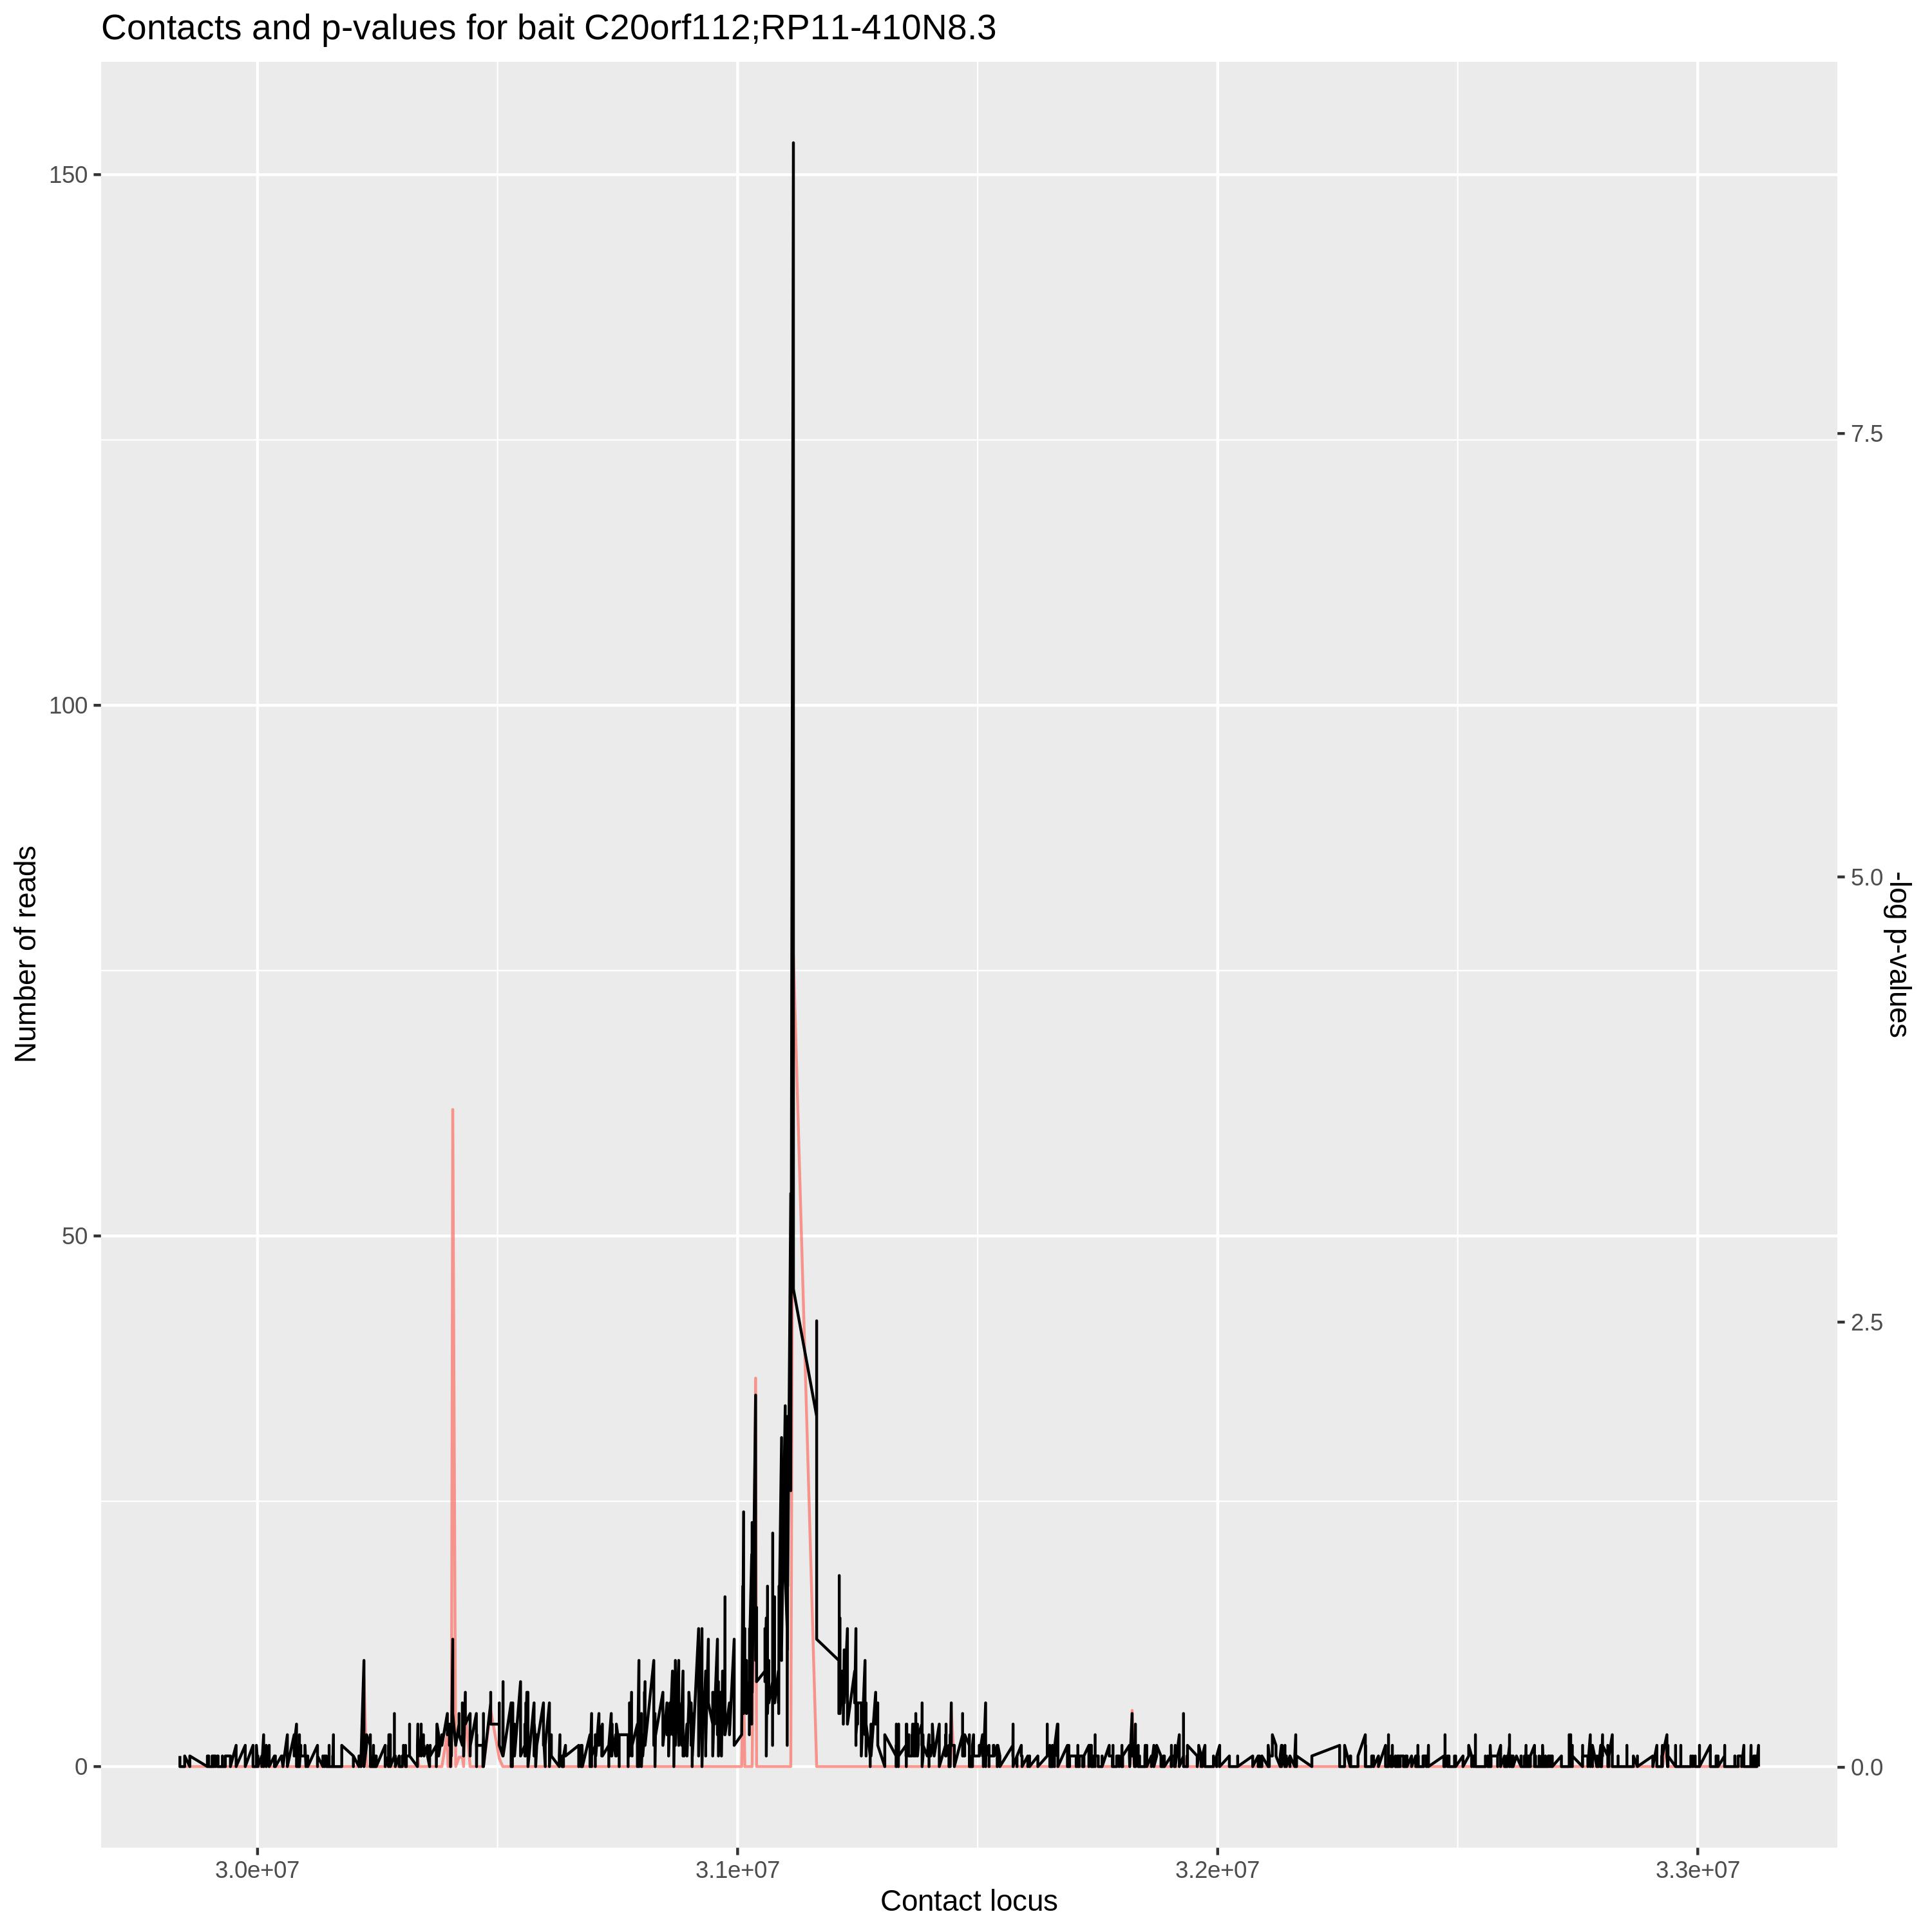 Contacts and p-values for bait C20orf112;RP11-410N8.3
150
100
50
0
7.5
5.0
2.5
0.0
Number of reads
-log p-values
3.0e+07
3.1e+07
3.2e+07
3.3e+07
Contact locus